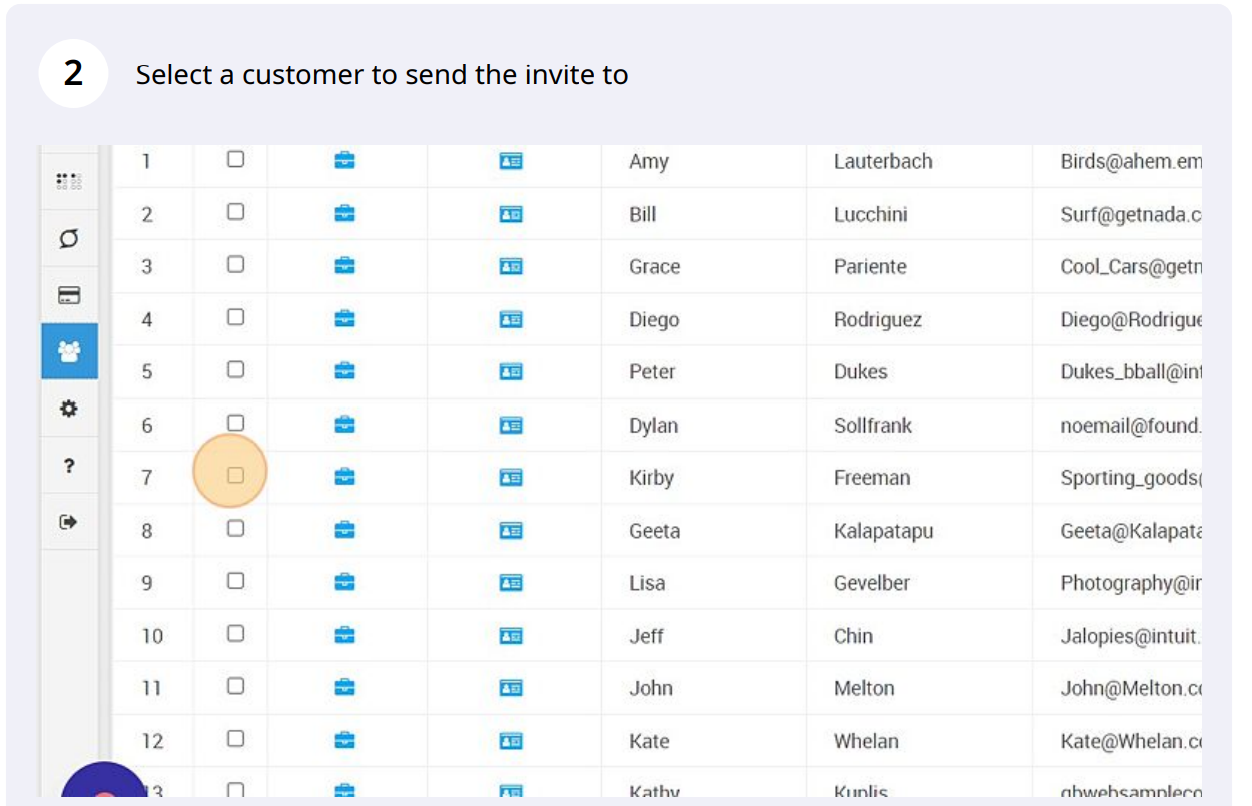 2 Select a customer to send the invite to
1 Amy Lauterbach Birds@ahem.em
2 Bill Lucchini Surf@getnada.c
3 Grace Pariente Cool_Cars@getn
4 Diego Rodriguez Diego@Rodrigue
5 Peter Dukes Dukes_bball@int
6 Dylan Sollfrank noemail@found.
7 Kirby Freeman Sporting_goods(
8 Geeta Kalapatapu Geeta@Kalapata
9 Lisa Gevelber Photography@in
10 Jeff Chin Jalopies@intuit.
11 John Melton John@Melton.co
12 Kate Whelan Kate@Whelan.co
13 Kathy Kuplis qbwebsampleco
?